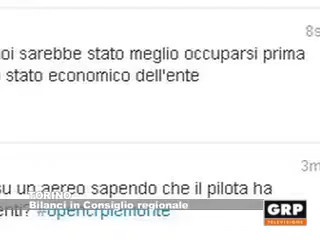 8s
oi sarebbe stato meglio occuparsi prima
stato economico dell'ente
3m
su un aereo sapendo che il pilota ha
TORINO
enti? #opencrpiemonte
Bilanci in Consiglio regionale
GRP
TELEVISIONE